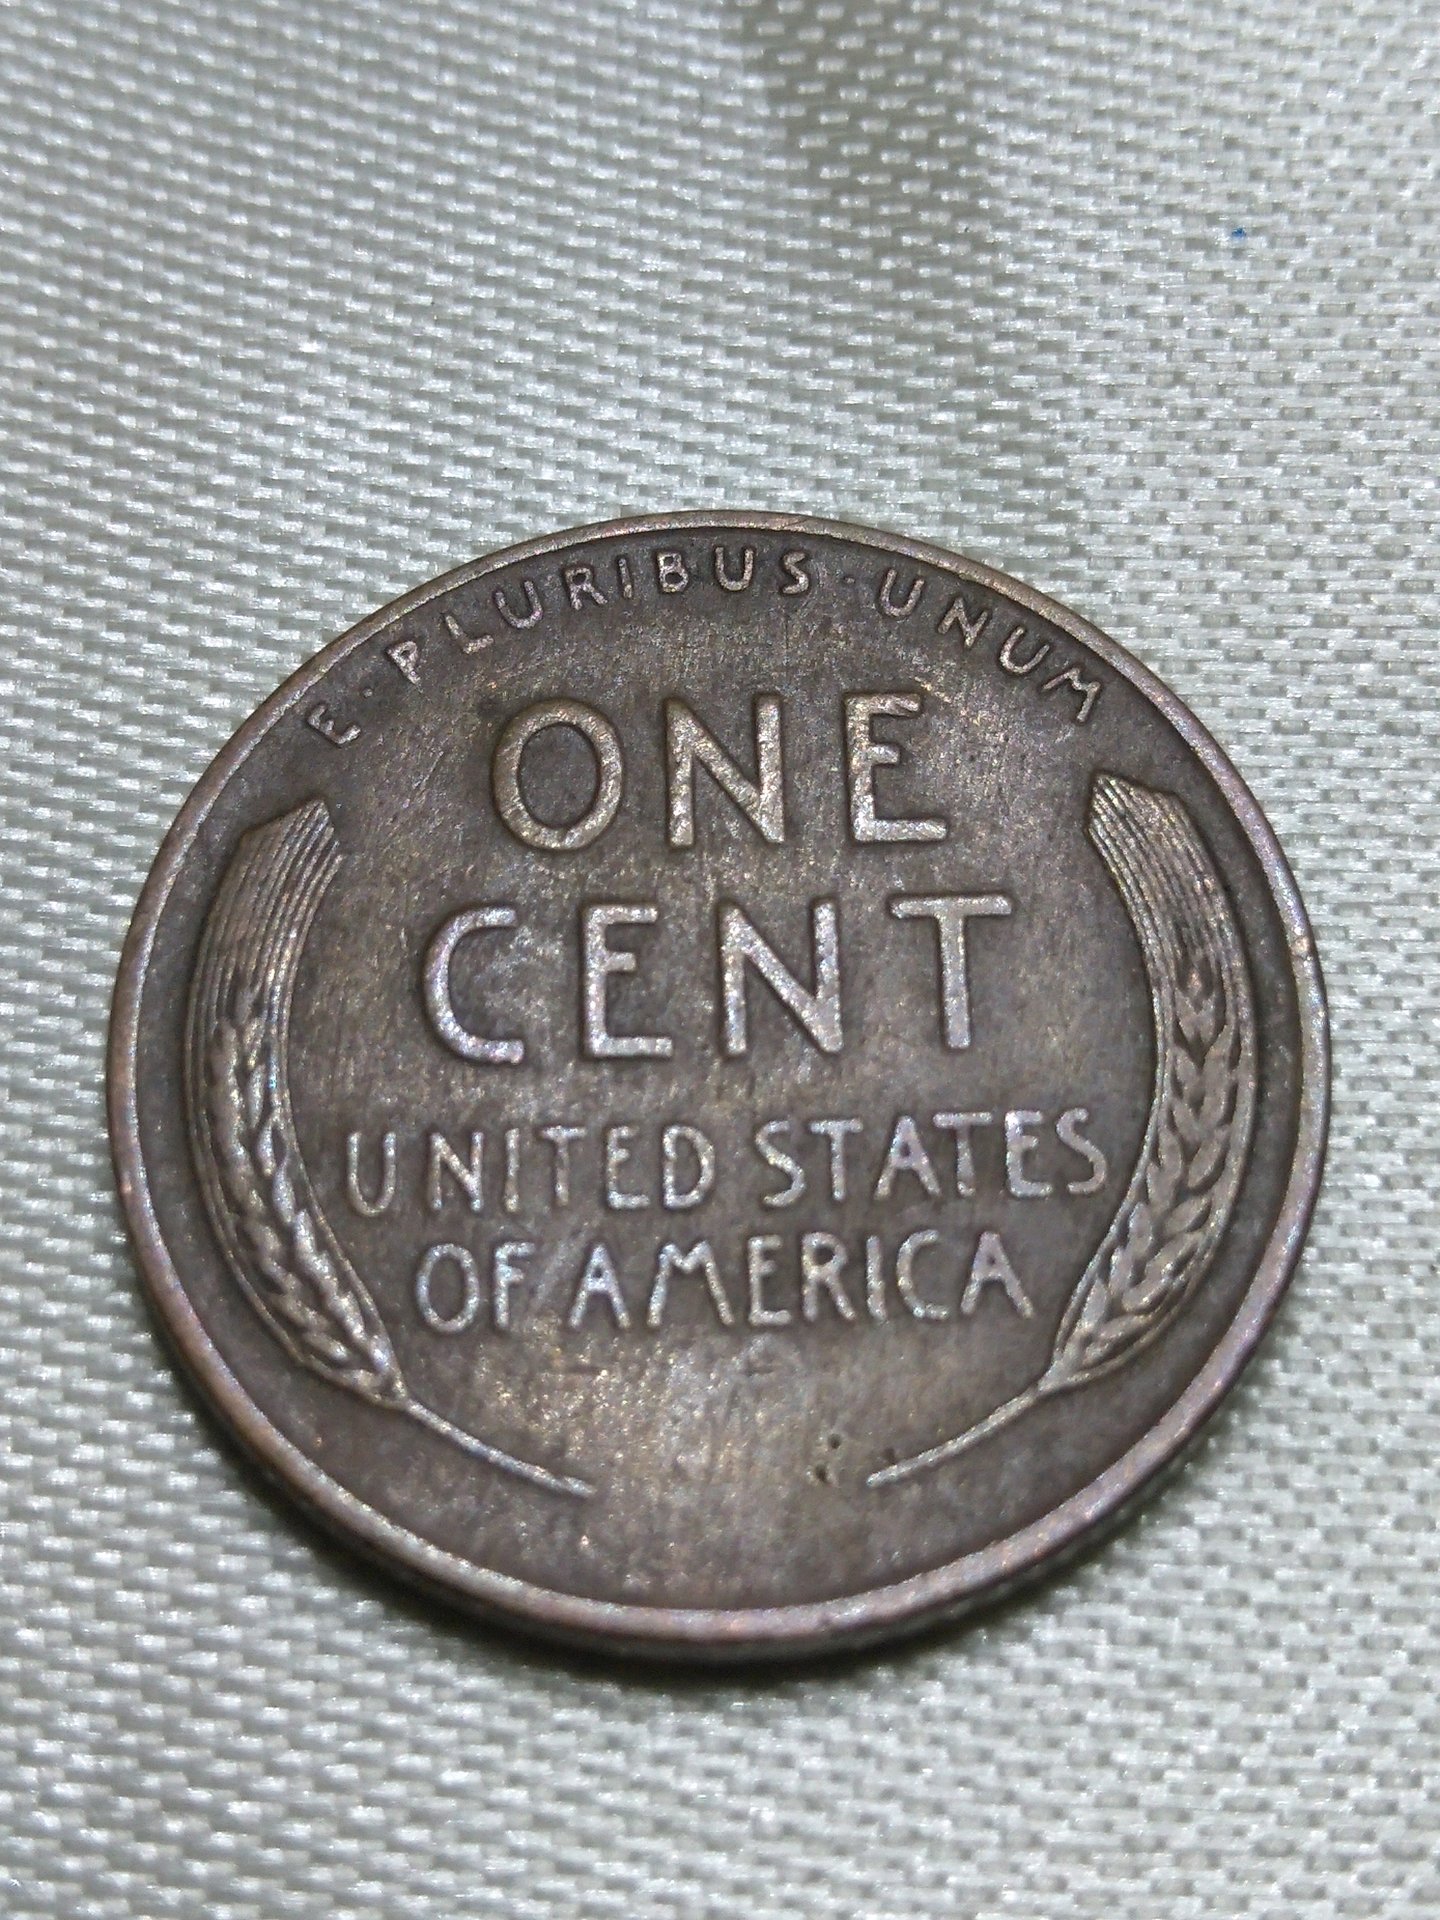 E · PLURIBUS · UNUM
ONE
CENT
UNITED STATES
OF AMERICA